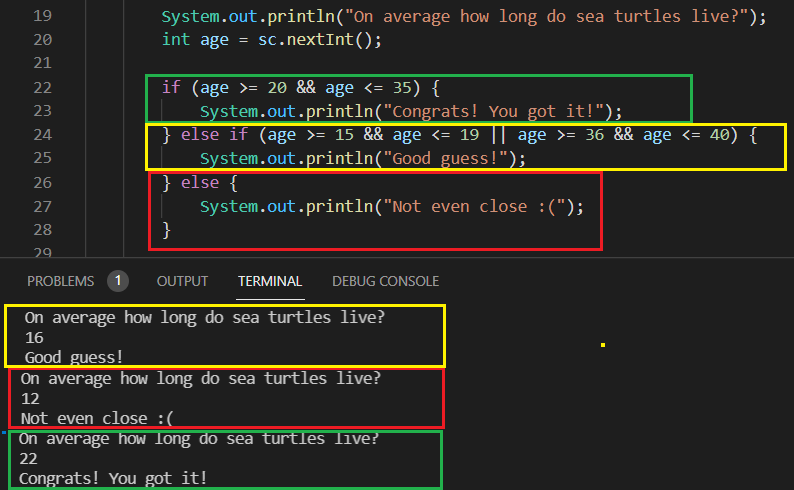 19 System.out.println("On average how long do sea turtles live?");
20 int age = sc.nextInt();
21
22 if (age >= 20 && age <= 35) {
23 System.out.println("Congrats! You got it!");
24 } else if (age >= 15 && age <= 19 || age >= 36 && age <= 40) {
25 System.out.println("Good guess!");
26 } else {
27 System.out.println("Not even close :(");
28 }
29
PROBLEMS 1 OUTPUT TERMINAL DEBUG CONSOLE
On average how long do sea turtles live?
16
Good guess!
On average how long do sea turtles live?
12
Not even close :(
On average how long do sea turtles live?
22
Congrats! You got it!